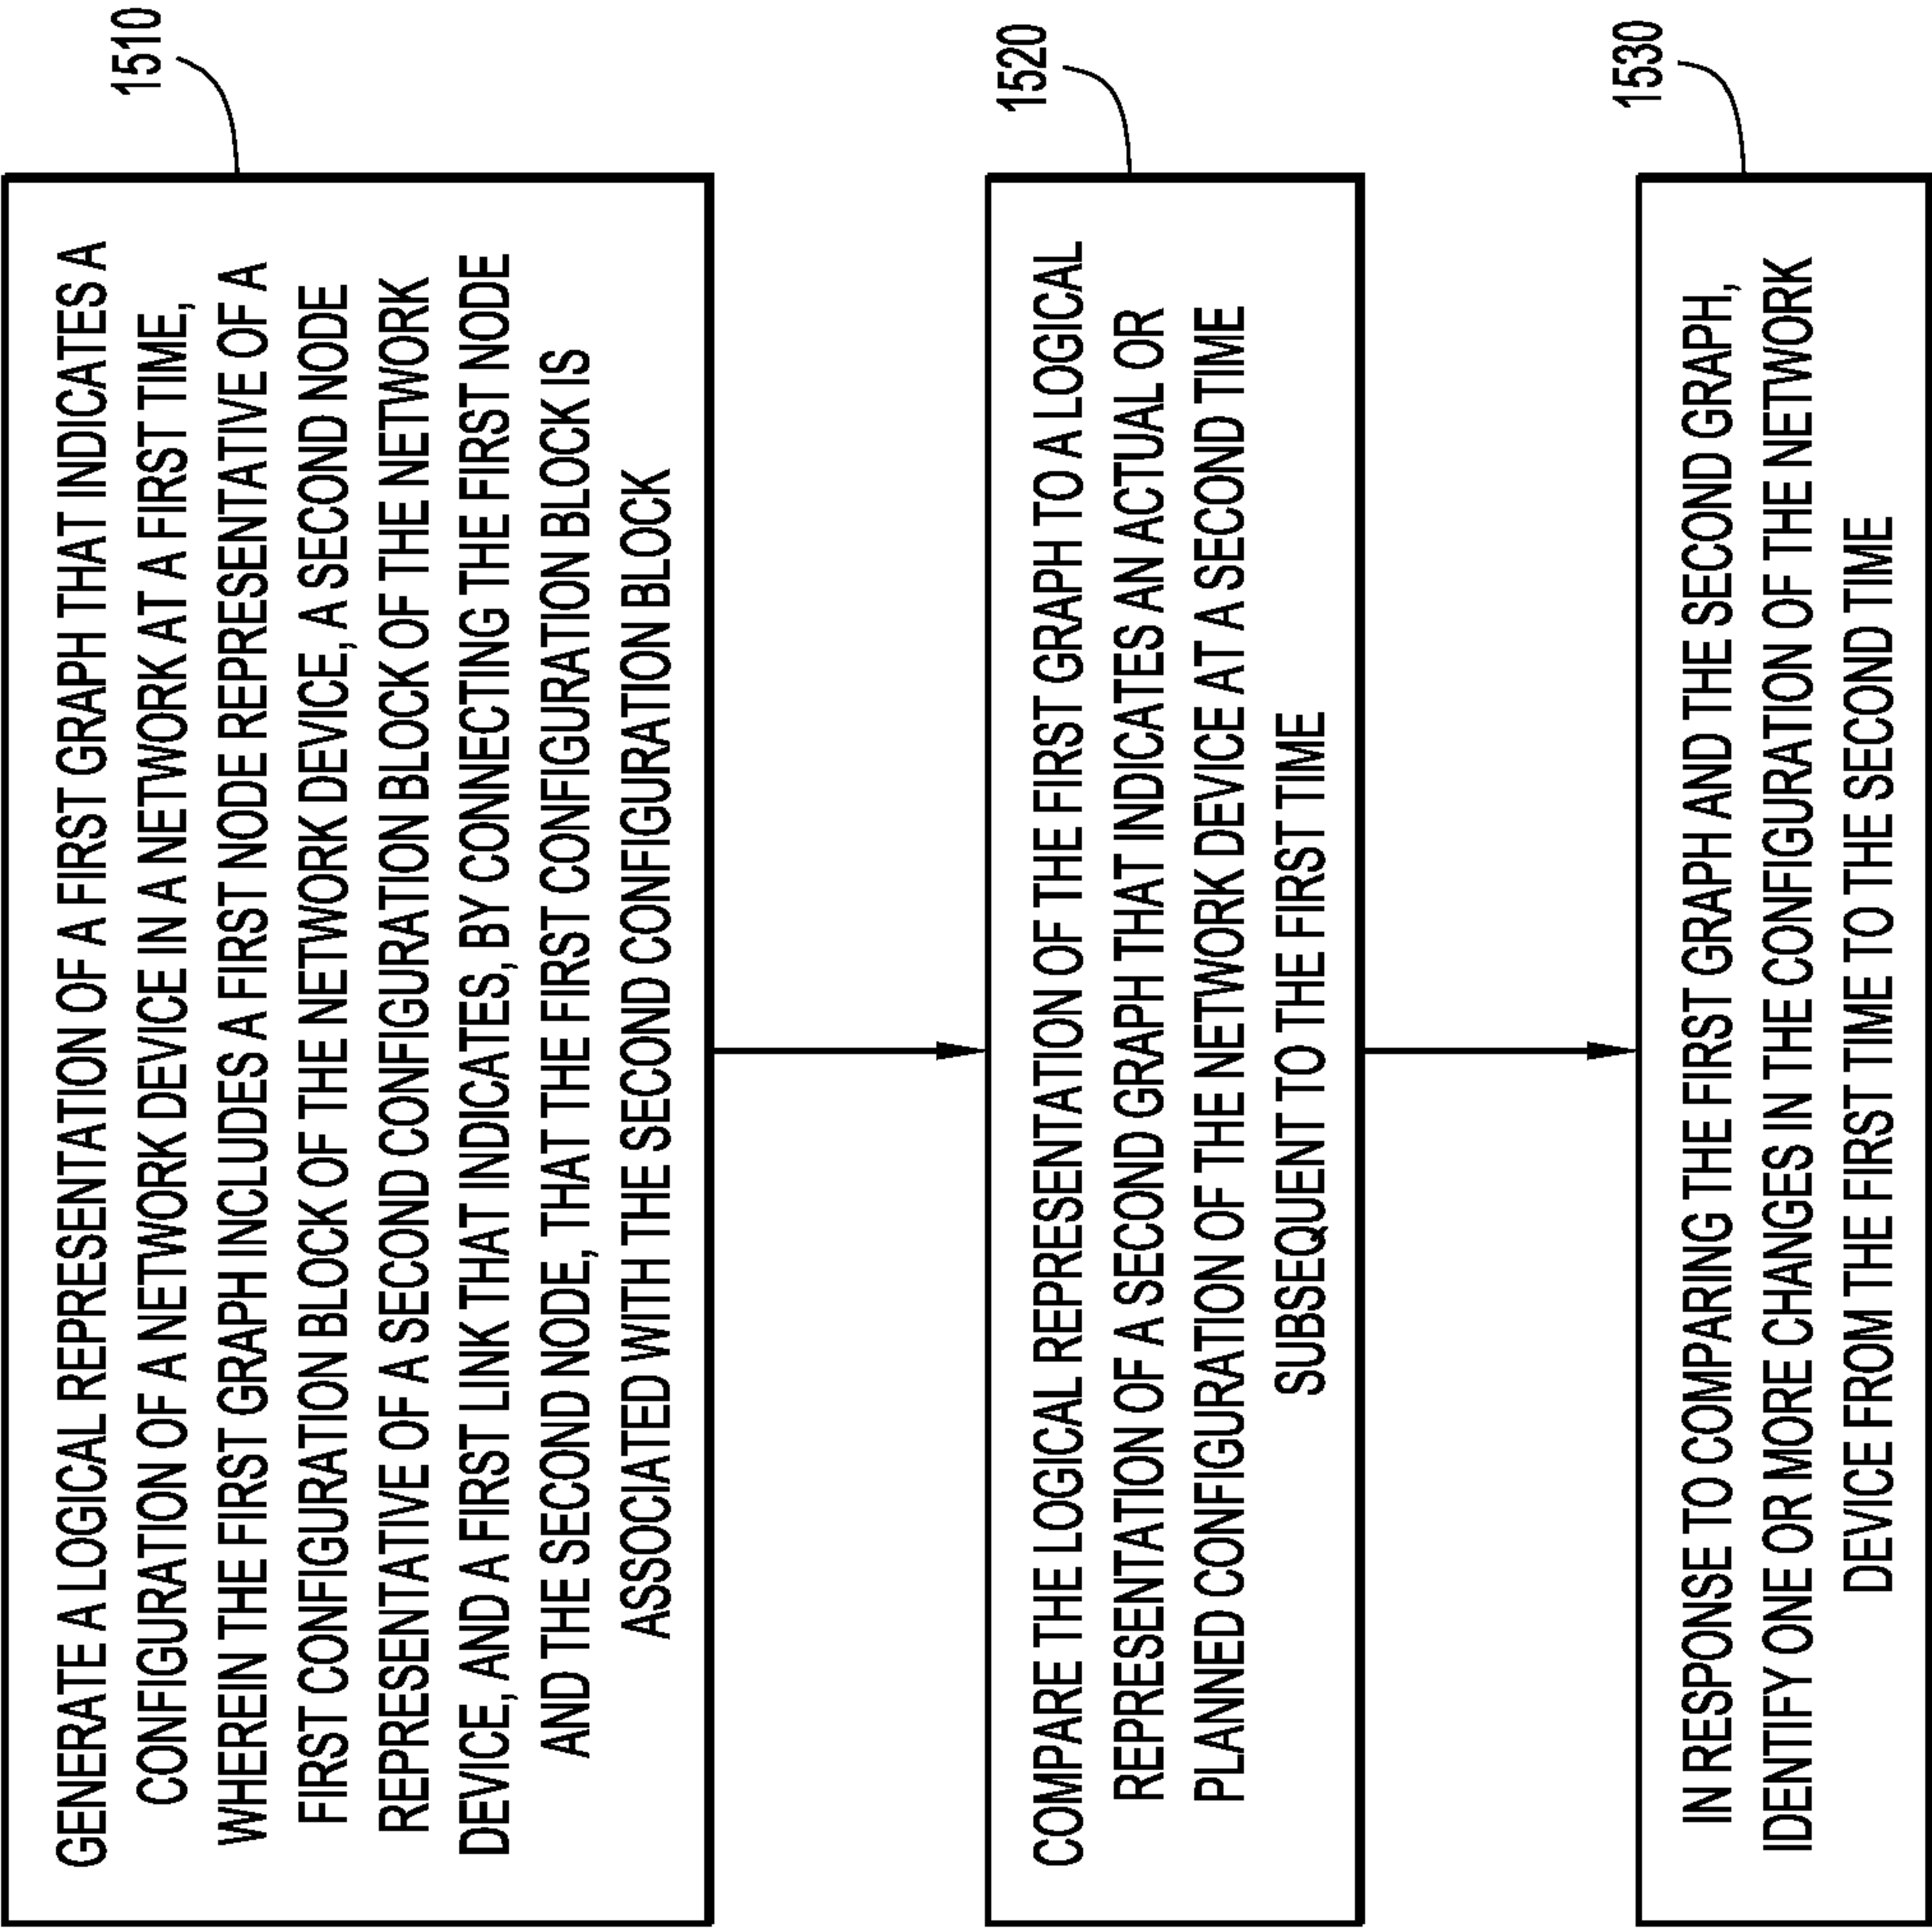 GENERATE A LOGICAL REPRESENTATION OF A FIRST GRAPH THAT INDICATES A
CONFIGURATION OF A NETWORK DEVICE IN A NETWORK AT A FIRST TIME,
WHEREIN THE FIRST GRAPH INCLUDES A FIRST NODE REPRESENTATIVE OF A
FIRST CONFIGURATION BLOCK OF THE NETWORK DEVICE, A SECOND NODE
REPRESENTATIVE OF A SECOND CONFIGURATION BLOCK OF THE NETWORK
DEVICE, AND A FIRST LINK THAT INDICATES, BY CONNECTING THE FIRST NODE
AND THE SECOND NODE, THAT THE FIRST CONFIGURATION BLOCK IS
ASSOCIATED WITH THE SECOND CONFIGURATION BLOCK
1510
COMPARE THE LOGICAL REPRESENTATION OF THE FIRST GRAPH TO A LOGICAL
REPRESENTATION OF A SECOND GRAPH THAT INDICATES AN ACTUAL OR
PLANNED CONFIGURATION OF THE NETWORK DEVICE AT A SECOND TIME
SUBSEQUENT TO THE FIRST TIME
1520
IN RESPONSE TO COMPARING THE FIRST GRAPH AND THE SECOND GRAPH,
IDENTIFY ONE OR MORE CHANGES IN THE CONFIGURATION OF THE NETWORK
DEVICE FROM THE FIRST TIME TO THE SECOND TIME
1530